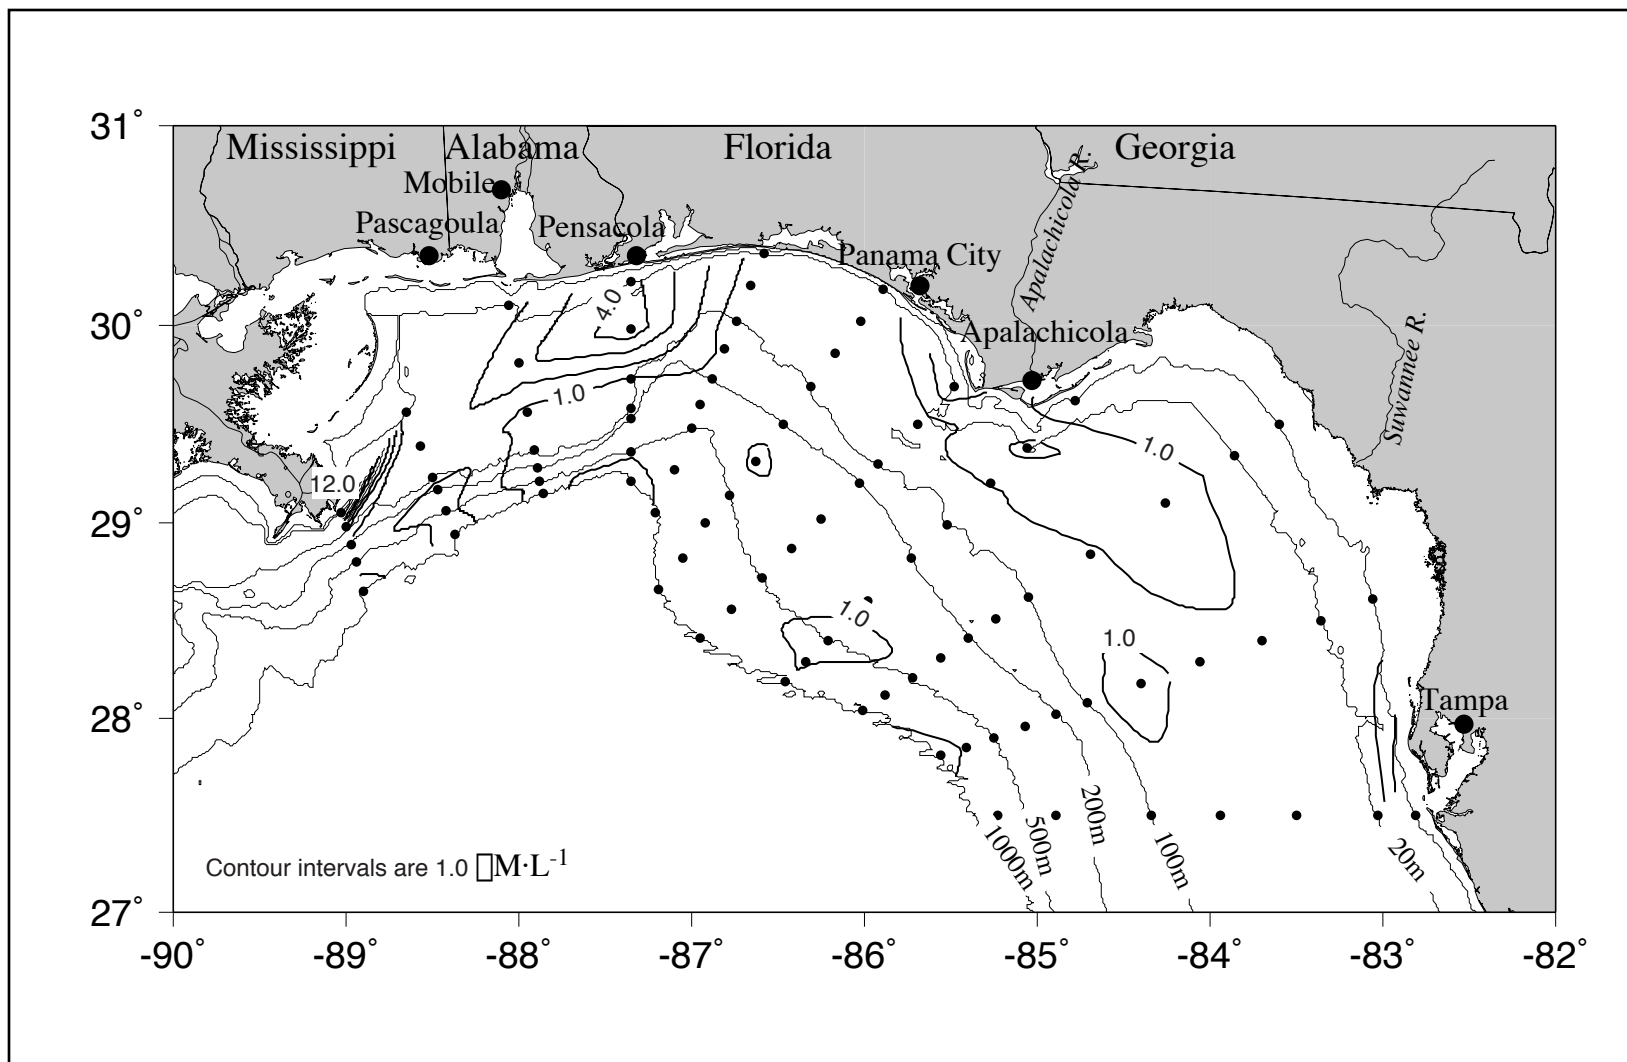 31°
Mississippi Alabama Florida Georgia
Mobile
Pascagoula Pensacola
Panama City
Apalachicola R.
4.0
30°
Apalachicola
Suwannee R.
1.0
1.0
12.0
29°
1.0
1.0
28°
Tampa
1000m 500m 200m 100m 20m
Contour intervals are 1.0 M·L-1
27°
-90° -89° -88° -87° -86° -85° -84° -83° -82°